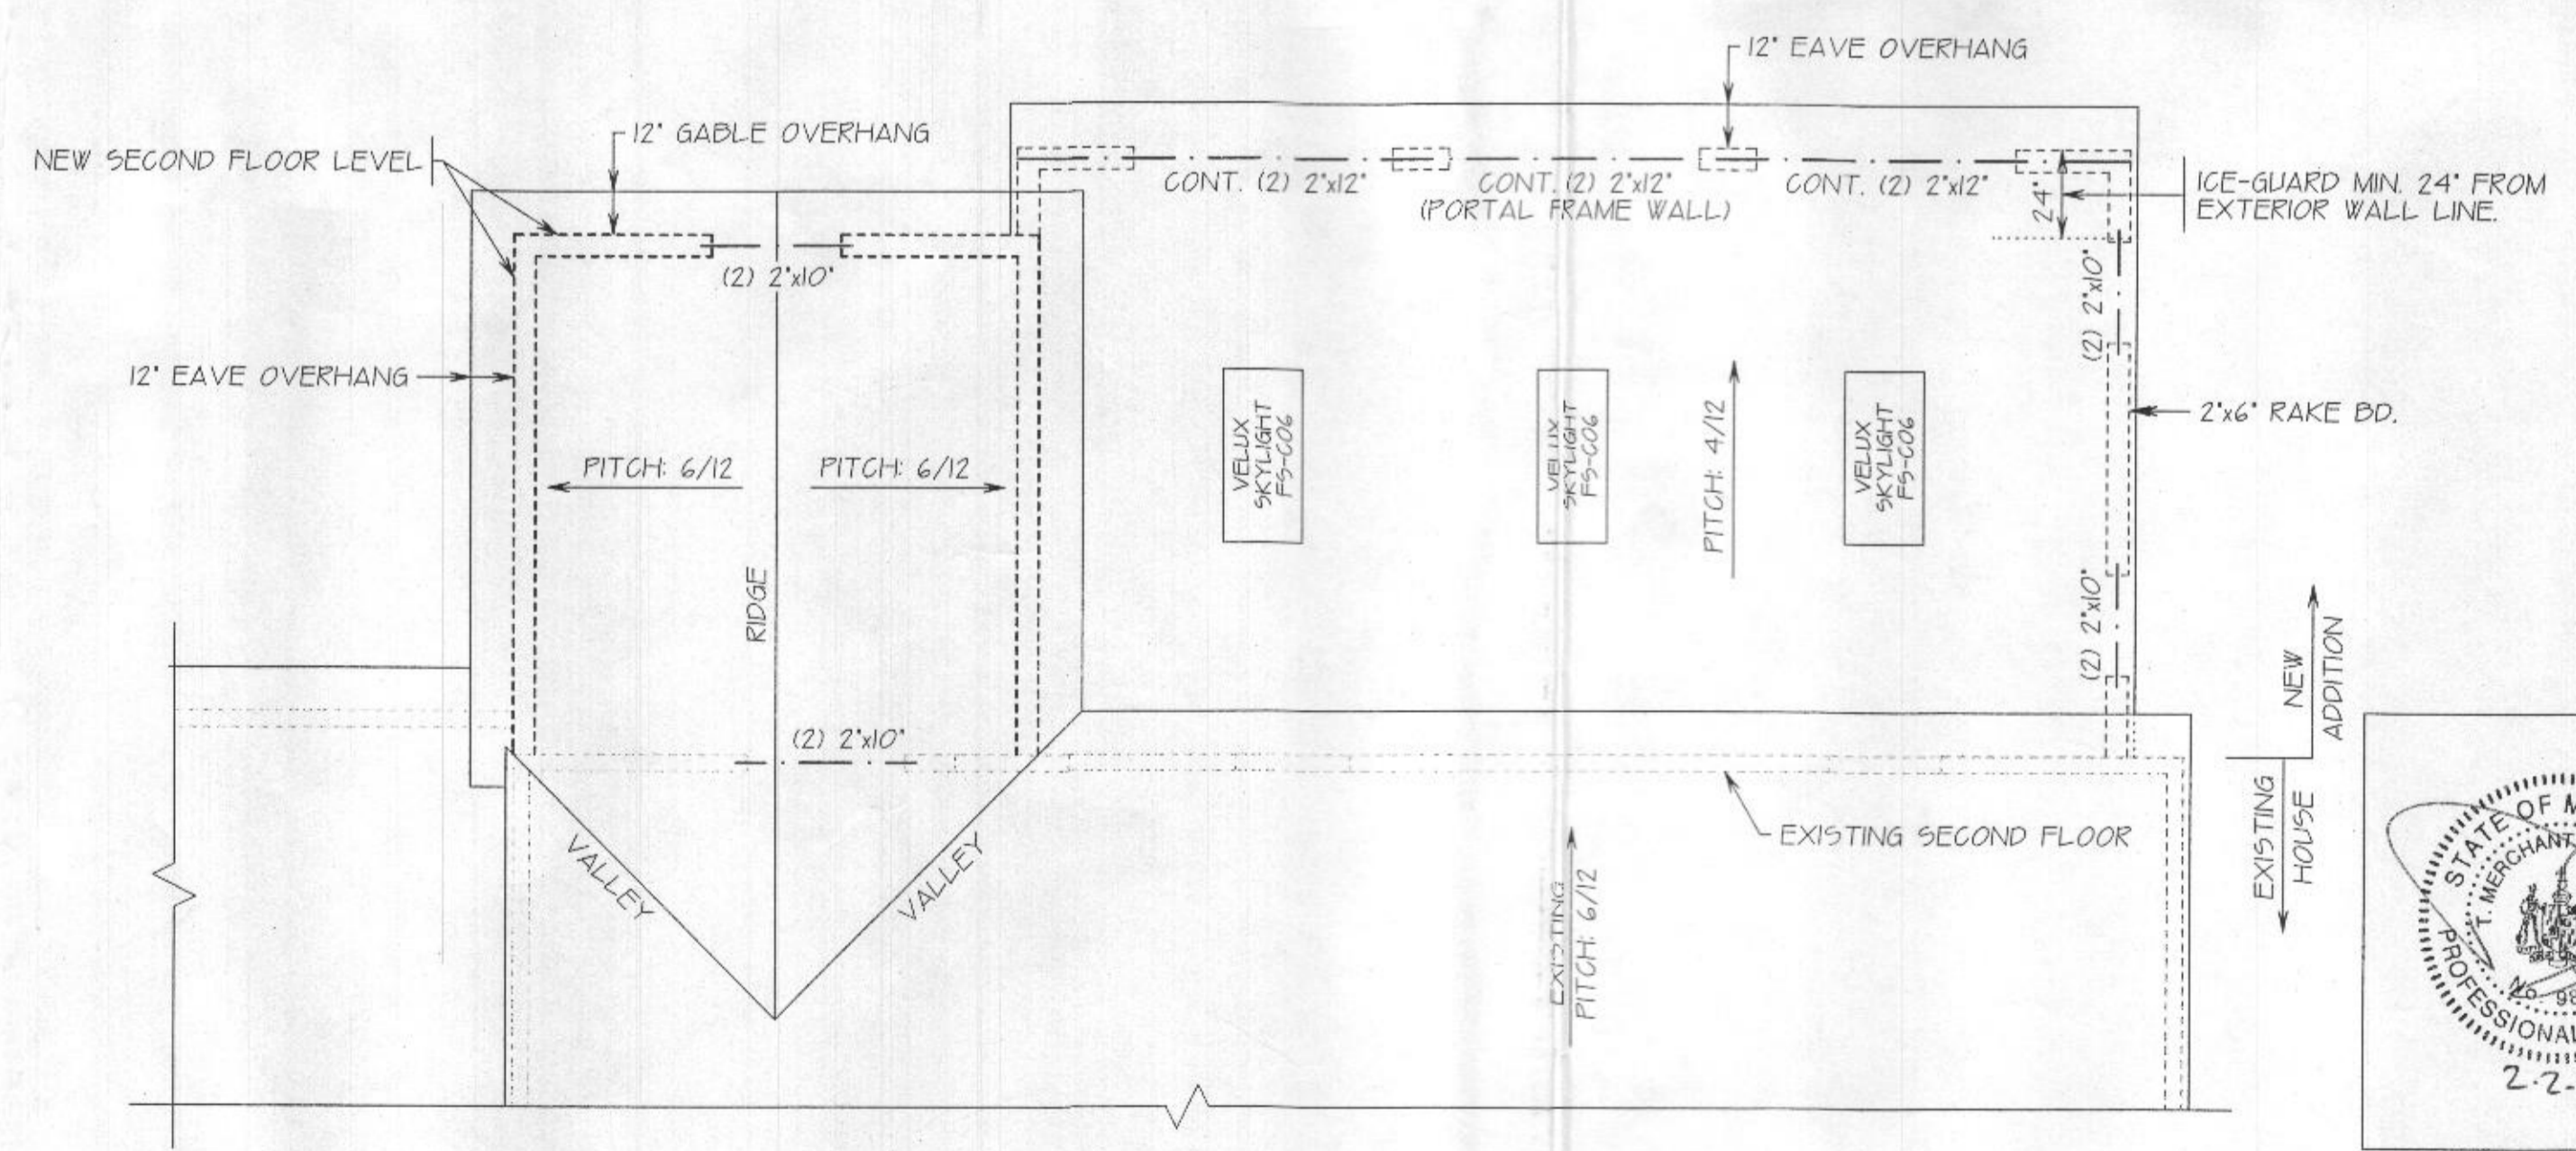 12" EAVE OVERHANG
12" GABLE OVERHANG
NEW SECOND FLOOR LEVEL
CONT. (2) 2"x12"
CONT. (2) 2"x12"
(PORTAL FRAME WALL)
CONT. (2) 2"x12"
24"
ICE-GUARD MIN. 24" FROM
EXTERIOR WALL LINE.
(2) 2"x10"
(2) 2"x10"
12" EAVE OVERHANG
2"x6" RAKE BD.
PITCH: 6/12
PITCH: 6/12
VELUX
SKYLIGHT
FS-C06
VELUX
SKYLIGHT
FS-C06
PITCH: 4/12
VELUX
SKYLIGHT
FS-C06
RIDGE
(2) 2"x10"
NEW
ADDITION
(2) 2"x10"
EXISTING SECOND FLOOR
EXISTING
HOUSE
VALLEY
VALLEY
EXISTING
PITCH: 6/12
STATE OF
T. MERCHANT
No.
PROFESSIONAL
2-2-